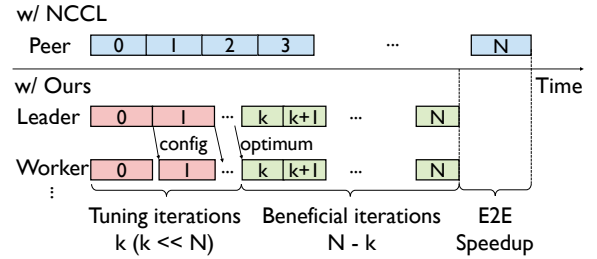 w/ NCCL
Peer 0 1 2 3 ... N
Time
w/ Ours
Leader 0 1 ... k k+1 ... N
config optimum
Worker 0 1 ... k k+1 ... N
⋮
Tuning iterations Beneficial iterations E2E
k (k << N) N - k Speedup